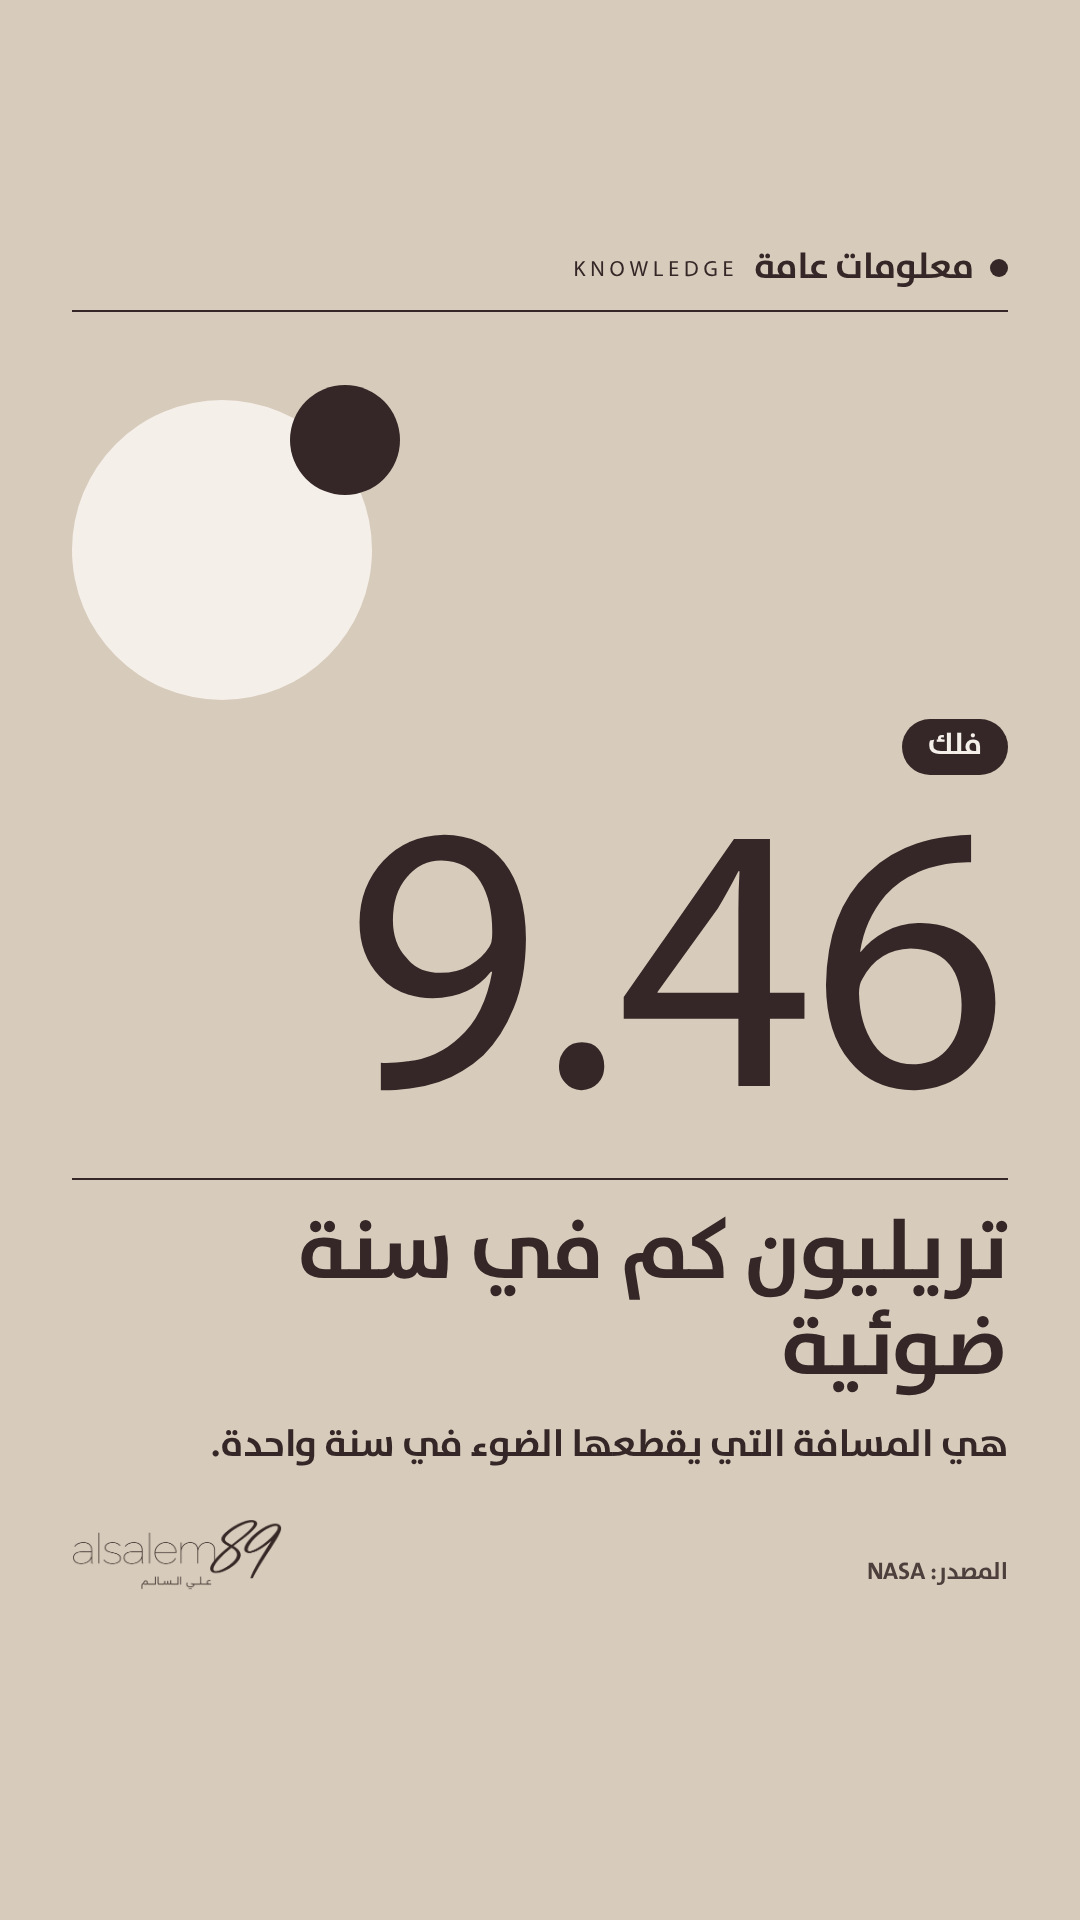 معلومات عامة KNOWLEDGE
فلك
9.46
تريليون كم في سنة
ضوئية
هي المسافة التي يقطعها الضوء في سنة واحدة.
المصدر: NASA
alsalem89
علي السالم